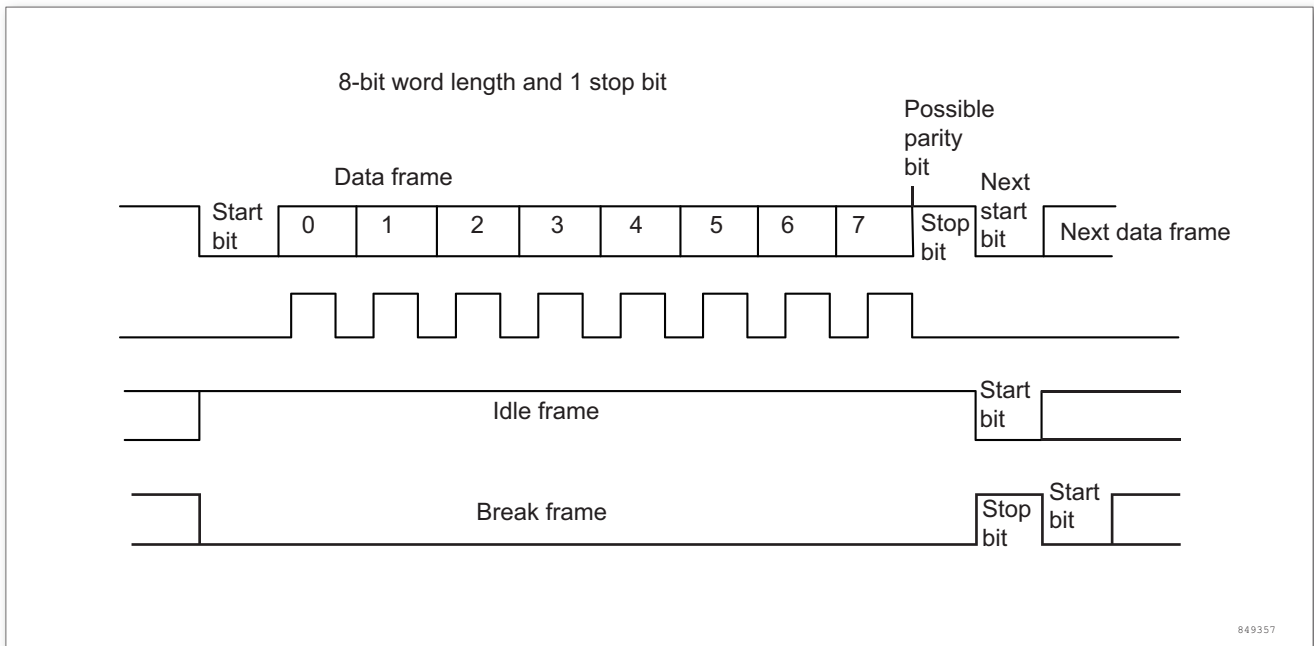 8-bit word length and 1 stop bit
Possible
parity
bit
Data frame
Next
start
bit
Start
bit
0 1 2 3 4 5 6 7
Stop
bit
Next data frame
Idle frame
Start
bit
Break frame
Stop
bit
Start
bit
849357